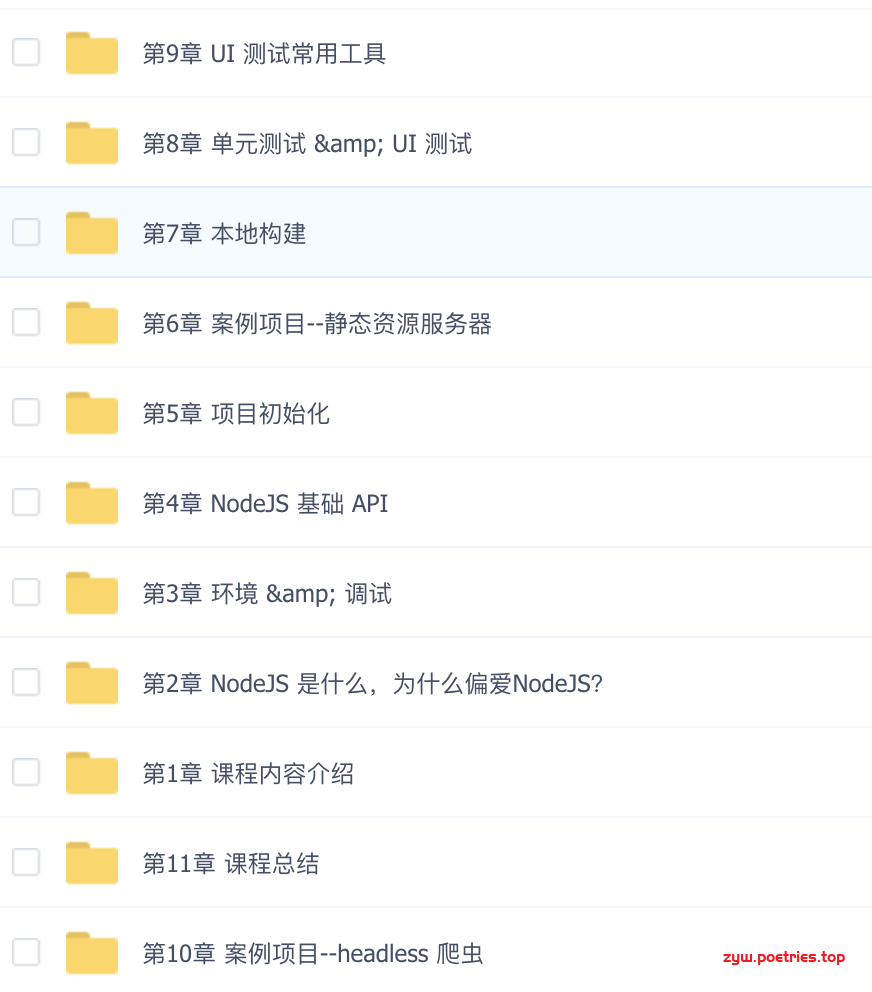 第9章 UI 测试常用工具
第8章 单元测试 &amp; UI 测试
第7章 本地构建
第6章 案例项目--静态资源服务器
第5章 项目初始化
第4章 NodeJS 基础 API
第3章 环境 &amp; 调试
第2章 NodeJS 是什么，为什么偏爱NodeJS?
第1章 课程内容介绍
第11章 课程总结
第10章 案例项目--headless 爬虫
zyw.poetries.top